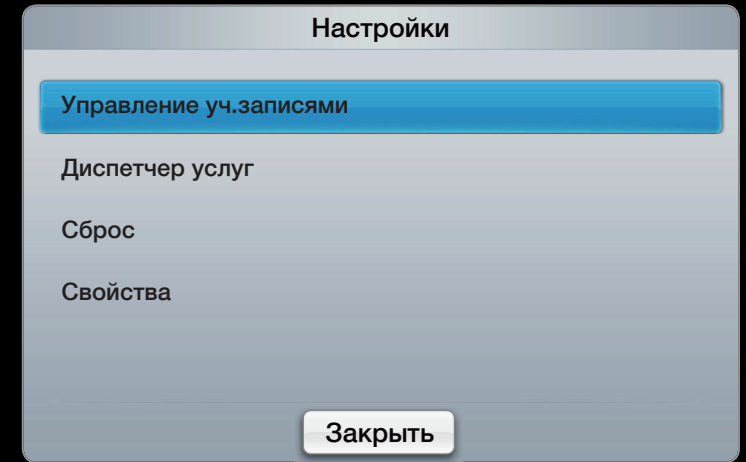 Настройки
Управление уч.записями
Диспетчер услуг
Сброс
Свойства
Закрыть